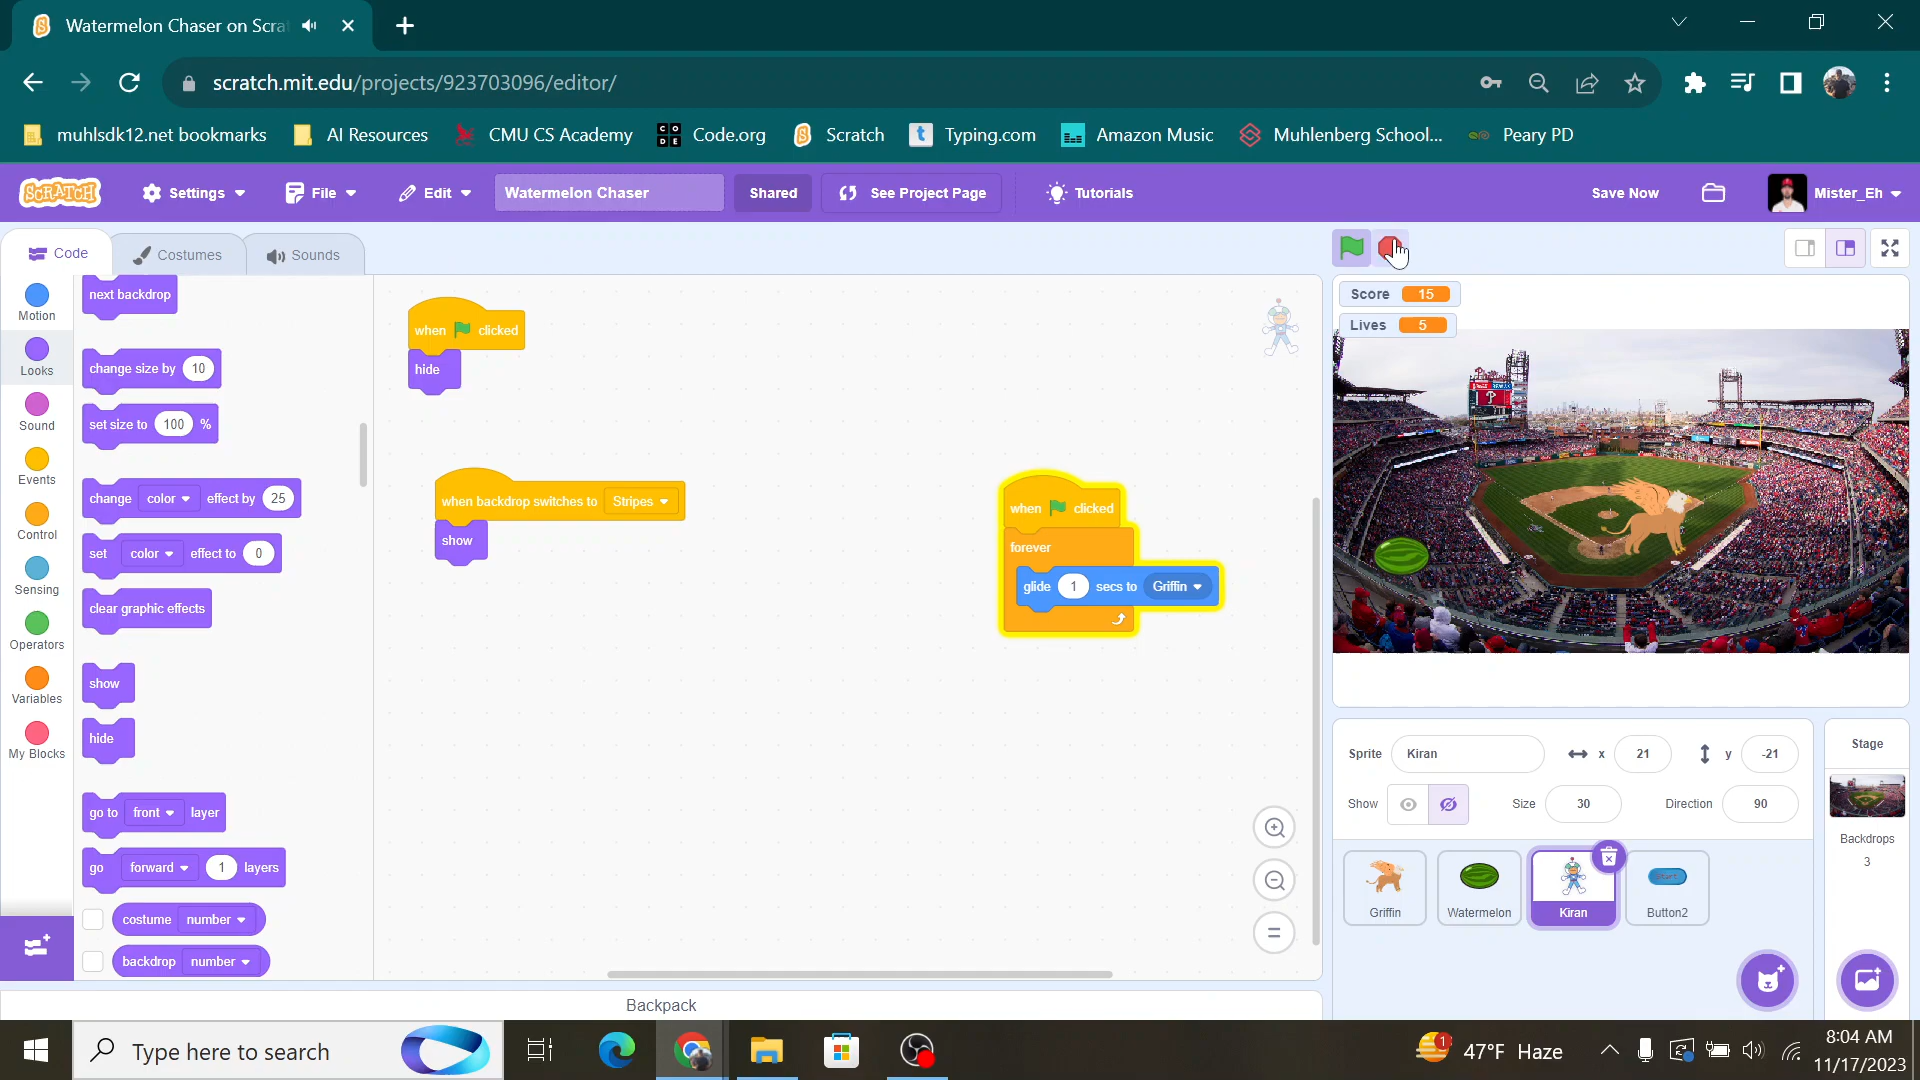 Watermelon Chaser on Scra
scratch.mit.edu/projects/923703096/editor/
muhlsdk12.net bookmarks AI Resources CMU CS Academy CODE Code.org Scratch t Typing.com Amazon Music Muhlenberg School... Peary PD
SCRATCH Settings File Edit Watermelon Chaser Shared See Project Page Tutorials Save Now Mister_Eh
Code Costumes Sounds
Motion
Looks
Sound
Events
Control
Sensing
Operators
Variables
My Blocks
next backdrop
change size by 10
set size to 100 %
change color effect by 25
set color effect to 0
clear graphic effects
show
hide
go to front layer
go forward 1 layers
costume number
backdrop number
when clicked
hide
when backdrop switches to Stripes
show
when clicked
forever
glide 1 secs to Griffin
Backpack
Score 15
Lives 5
P
Sprite Kiran x 21 y -21
Show Size 30 Direction 90
Griffin Watermelon Kiran Start Button2
Stage
Backdrops
3
Type here to search
1 47°F Haze
8:04 AM
11/17/2023